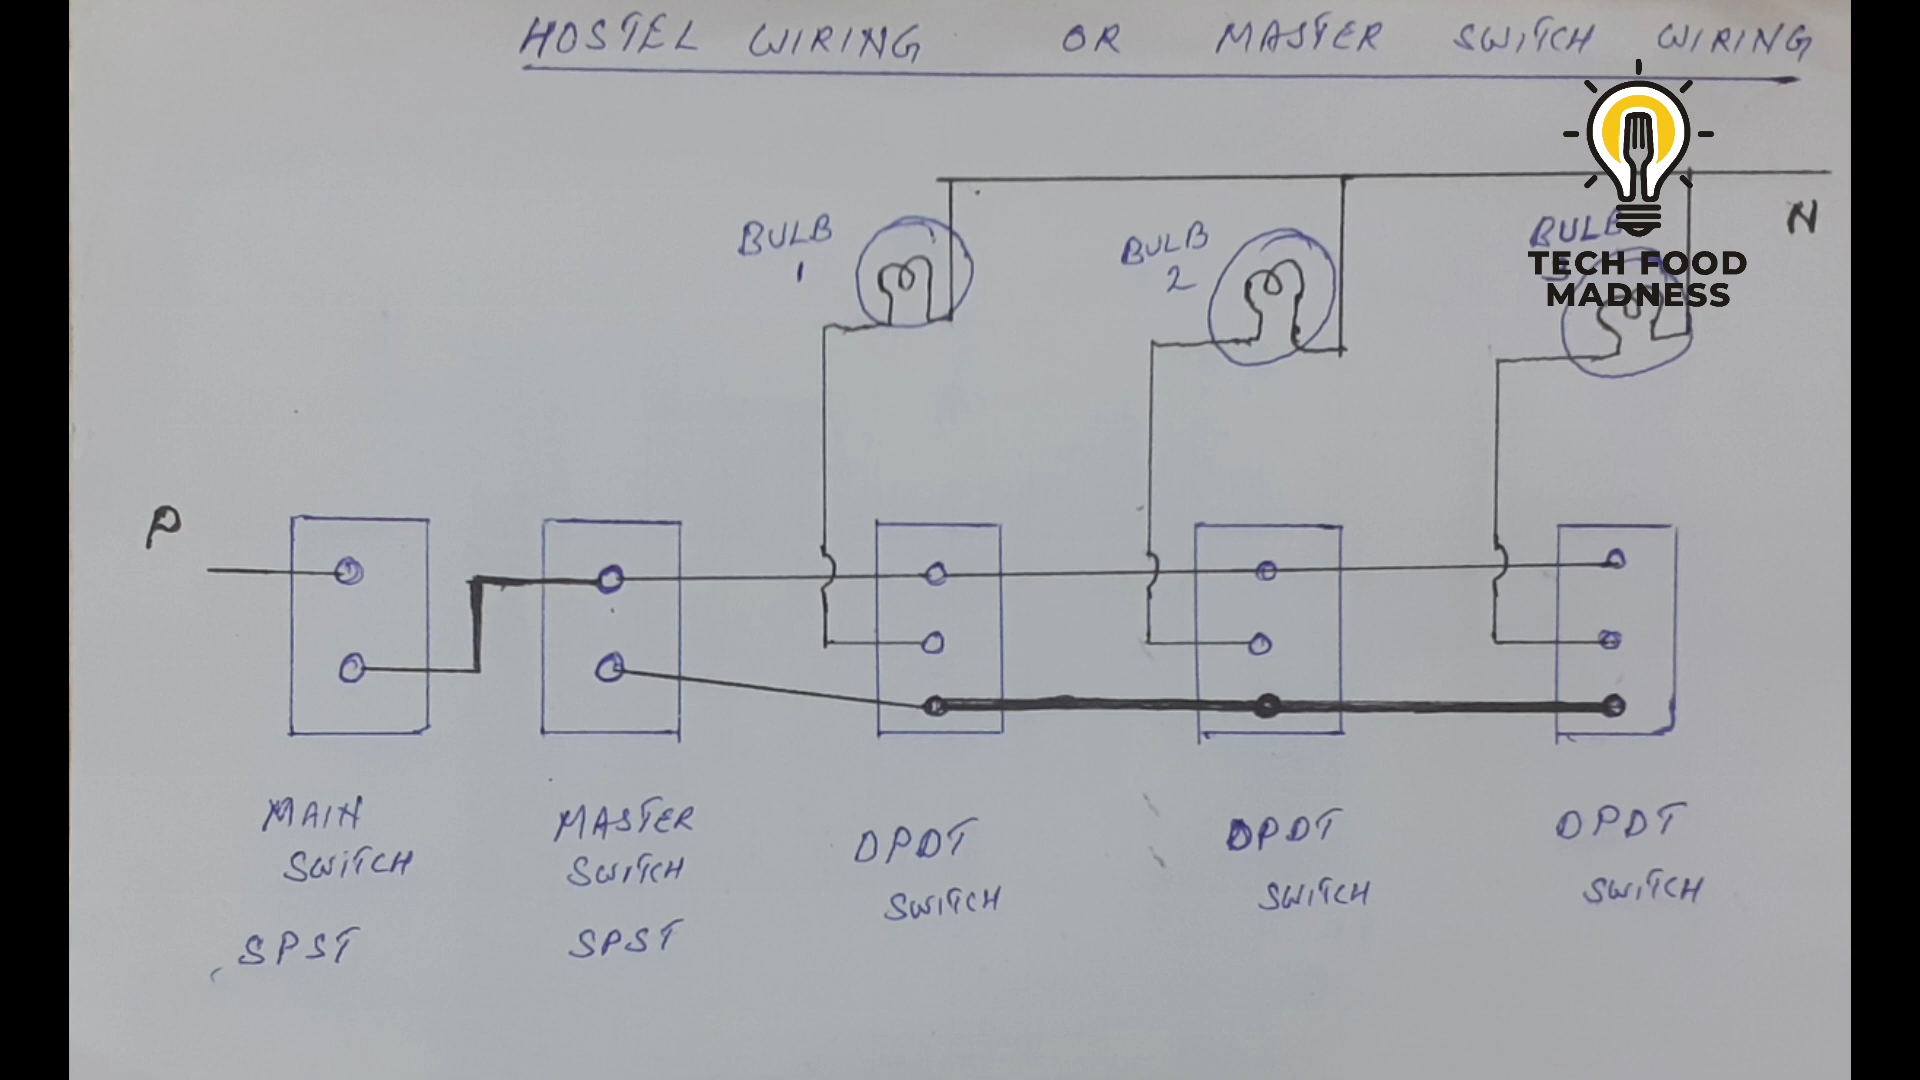 HOSTEL WIRING OR MASTER SWITCH WIRING
TECH FOOD
MADNESS
N
BULB
1
BULB
2
BULB
P
MAIN
SWITCH
SPST
MASTER
SWITCH
SPST
DPDT
SWITCH
DPDT
SWITCH
DPDT
SWITCH